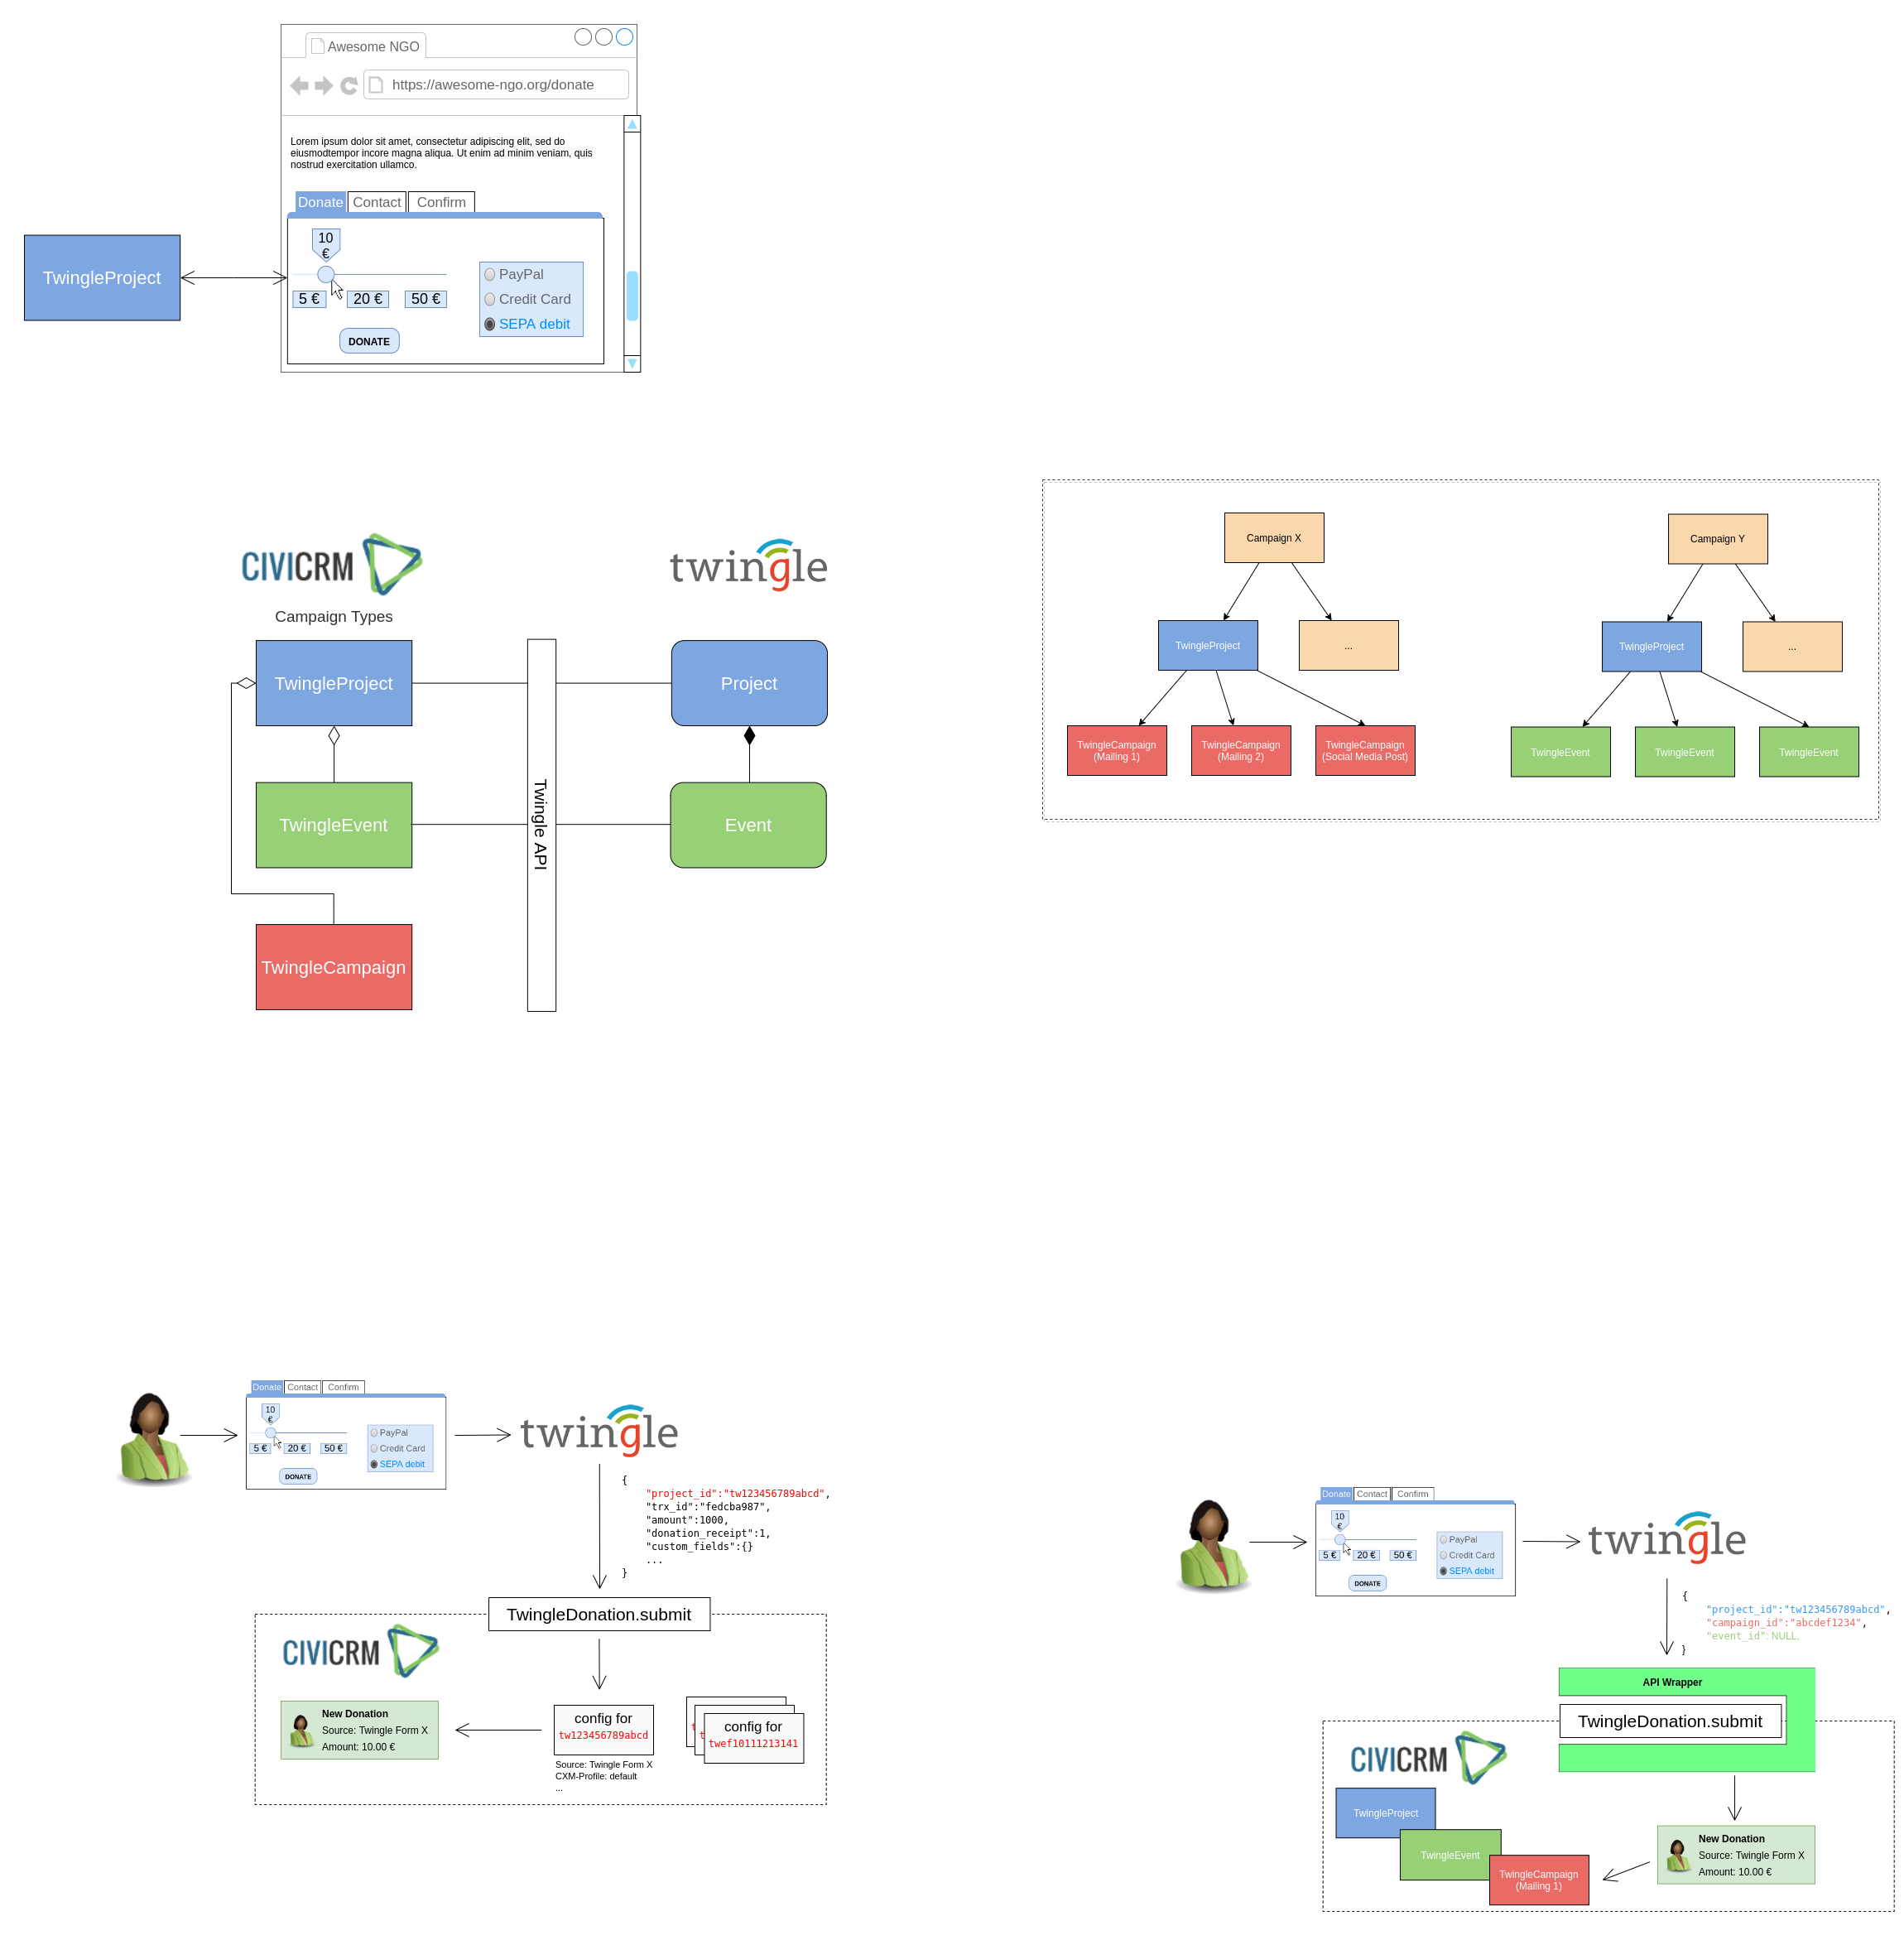 Awesome NGO
https://awesome-ngo.org/donate
Lorem ipsum dolor sit amet, consectetur adipiscing elit, sed do
eiusmodtempor incore magna aliqua. Ut enim ad minim veniam, quis
nostrud exercitation ullamco.
Donate Contact Confirm
10
€
5 € 20 € 50 €
PayPal
Credit Card
SEPA debit
DONATE
TwingleProject
CIVICRM
twingle
Campaign Types
TwingleProject
Project
TwingleEvent
Event
TwingleCampaign
Twingle API
Campaign X
TwingleProject
...
TwingleCampaign
(Mailing 1)
TwingleCampaign
(Mailing 2)
TwingleCampaign
(Social Media Post)
Campaign Y
TwingleProject
...
TwingleEvent
TwingleEvent
TwingleEvent
Donate Contact Confirm
10
€
5 € 20 € 50 €
PayPal
Credit Card
SEPA debit
DONATE
twingle
{
"project_id":"tw123456789abcd",
"trx_id":"fedcba987",
"amount":1000,
"donation_receipt":1,
"custom_fields":{}
...
}
TwingleDonation.submit
CIVICRM
New Donation
Source: Twingle Form X
Amount: 10.00 €
config for
tw123456789abcd
Source: Twingle Form X
CXM-Profile: default
...
config for
twef10111213141
Donate Contact Confirm
10
€
5 € 20 € 50 €
PayPal
Credit Card
SEPA debit
DONATE
twingle
{
"project_id":"tw123456789abcd",
"campaign_id":"abcdef1234",
"event_id": NULL,
}
API Wrapper
TwingleDonation.submit
CIVICRM
TwingleProject
TwingleEvent
TwingleCampaign
(Mailing 1)
New Donation
Source: Twingle Form X
Amount: 10.00 €